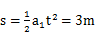 s = ½a₁t² = 3m